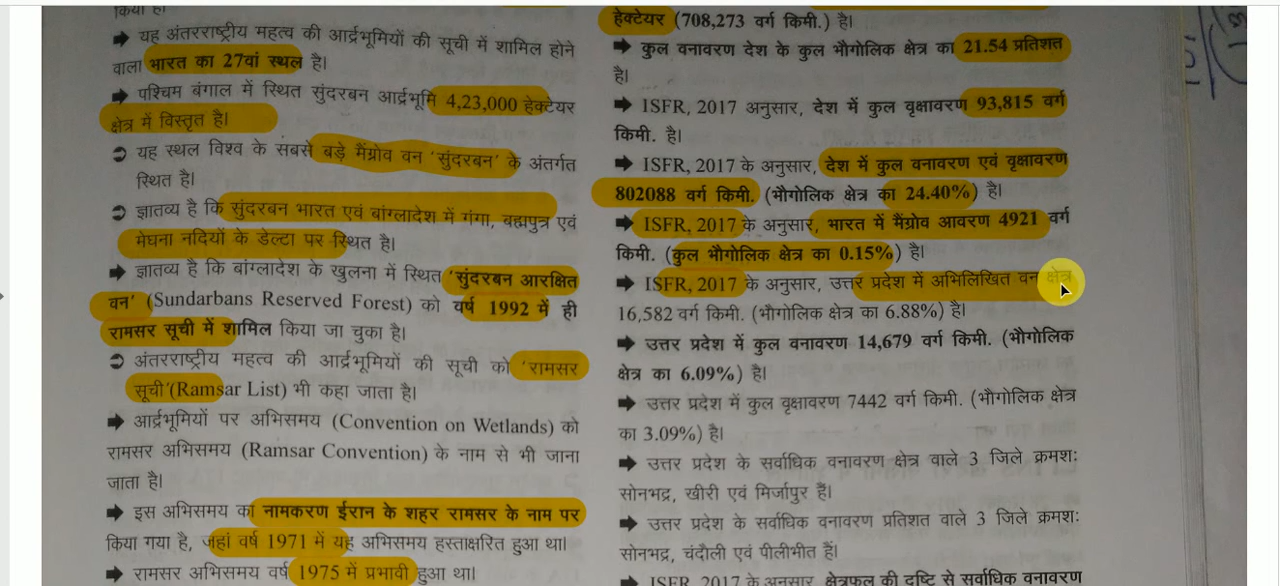 किया है।
➡ यह अंतरराष्ट्रीय महत्व की आर्द्रभूमियों की सूची में शामिल होने
वाला भारत का 27वां स्थल है।
➡ पश्चिम बंगाल में स्थित सुंदरबन आर्द्रभूमि 4,23,000 हेक्टेयर
क्षेत्र में विस्तृत है।
➲ यह स्थल विश्व के सबसे बड़े मैंग्रोव वन ‘सुंदरबन’ के अंतर्गत
स्थित है।
➲ ज्ञातव्य है कि सुंदरबन भारत एवं बांग्लादेश में गंगा, ब्रह्मपुत्र एवं
मेघना नदियों के डेल्टा पर स्थित है।
➡ ज्ञातव्य है कि बांग्लादेश के खुलना में स्थित ‘सुंदरबन आरक्षित
वन’ (Sundarbans Reserved Forest) को वर्ष 1992 में ही
रामसर सूची में शामिल किया जा चुका है।
➲ अंतरराष्ट्रीय महत्व की आर्द्रभूमियों की सूची को ‘रामसर
सूची’(Ramsar List) भी कहा जाता है।
➡ आर्द्रभूमियों पर अभिसमय (Convention on Wetlands) को
रामसर अभिसमय (Ramsar Convention) के नाम से भी जाना
जाता है।
➡ इस अभिसमय का नामकरण ईरान के शहर रामसर के नाम पर
किया गया है, जहां वर्ष 1971 में यह अभिसमय हस्ताक्षरित हुआ था।
➡ रामसर अभिसमय वर्ष 1975 में प्रभावी हुआ था।
हेक्टेयर (708,273 वर्ग किमी.) है।
➡ कुल वनावरण देश के कुल भौगोलिक क्षेत्र का 21.54 प्रतिशत
है।
➡ ISFR, 2017 अनुसार, देश में कुल वृक्षावरण 93,815 वर्ग
किमी. है।
➡ ISFR, 2017 के अनुसार, देश में कुल वनावरण एवं वृक्षावरण
802088 वर्ग किमी. (भौगोलिक क्षेत्र का 24.40%) है।
➡ ISFR, 2017 के अनुसार, भारत में मैंग्रोव आवरण 4921 वर्ग
किमी. (कुल भौगोलिक क्षेत्र का 0.15%) है।
➡ ISFR, 2017 के अनुसार, उत्तर प्रदेश में अभिलिखित वन क्षेत्र
16,582 वर्ग किमी. (भौगोलिक क्षेत्र का 6.88%) है।
➡ उत्तर प्रदेश में कुल वनावरण 14,679 वर्ग किमी. (भौगोलिक
क्षेत्र का 6.09%) है।
➡ उत्तर प्रदेश में कुल वृक्षावरण 7442 वर्ग किमी. (भौगोलिक क्षेत्र
का 3.09%) है।
➡ उत्तर प्रदेश के सर्वाधिक वनावरण क्षेत्र वाले 3 जिले क्रमश:
सोनभद्र, खीरी एवं मिर्जापुर हैं।
➡ उत्तर प्रदेश के सर्वाधिक वनावरण प्रतिशत वाले 3 जिले क्रमश:
सोनभद्र, चंदौली एवं पीलीभीत हैं।
➡ ISFR, 2017 के अनुसार क्षेत्रफल की दृष्टि से सर्वाधिक वनावरण